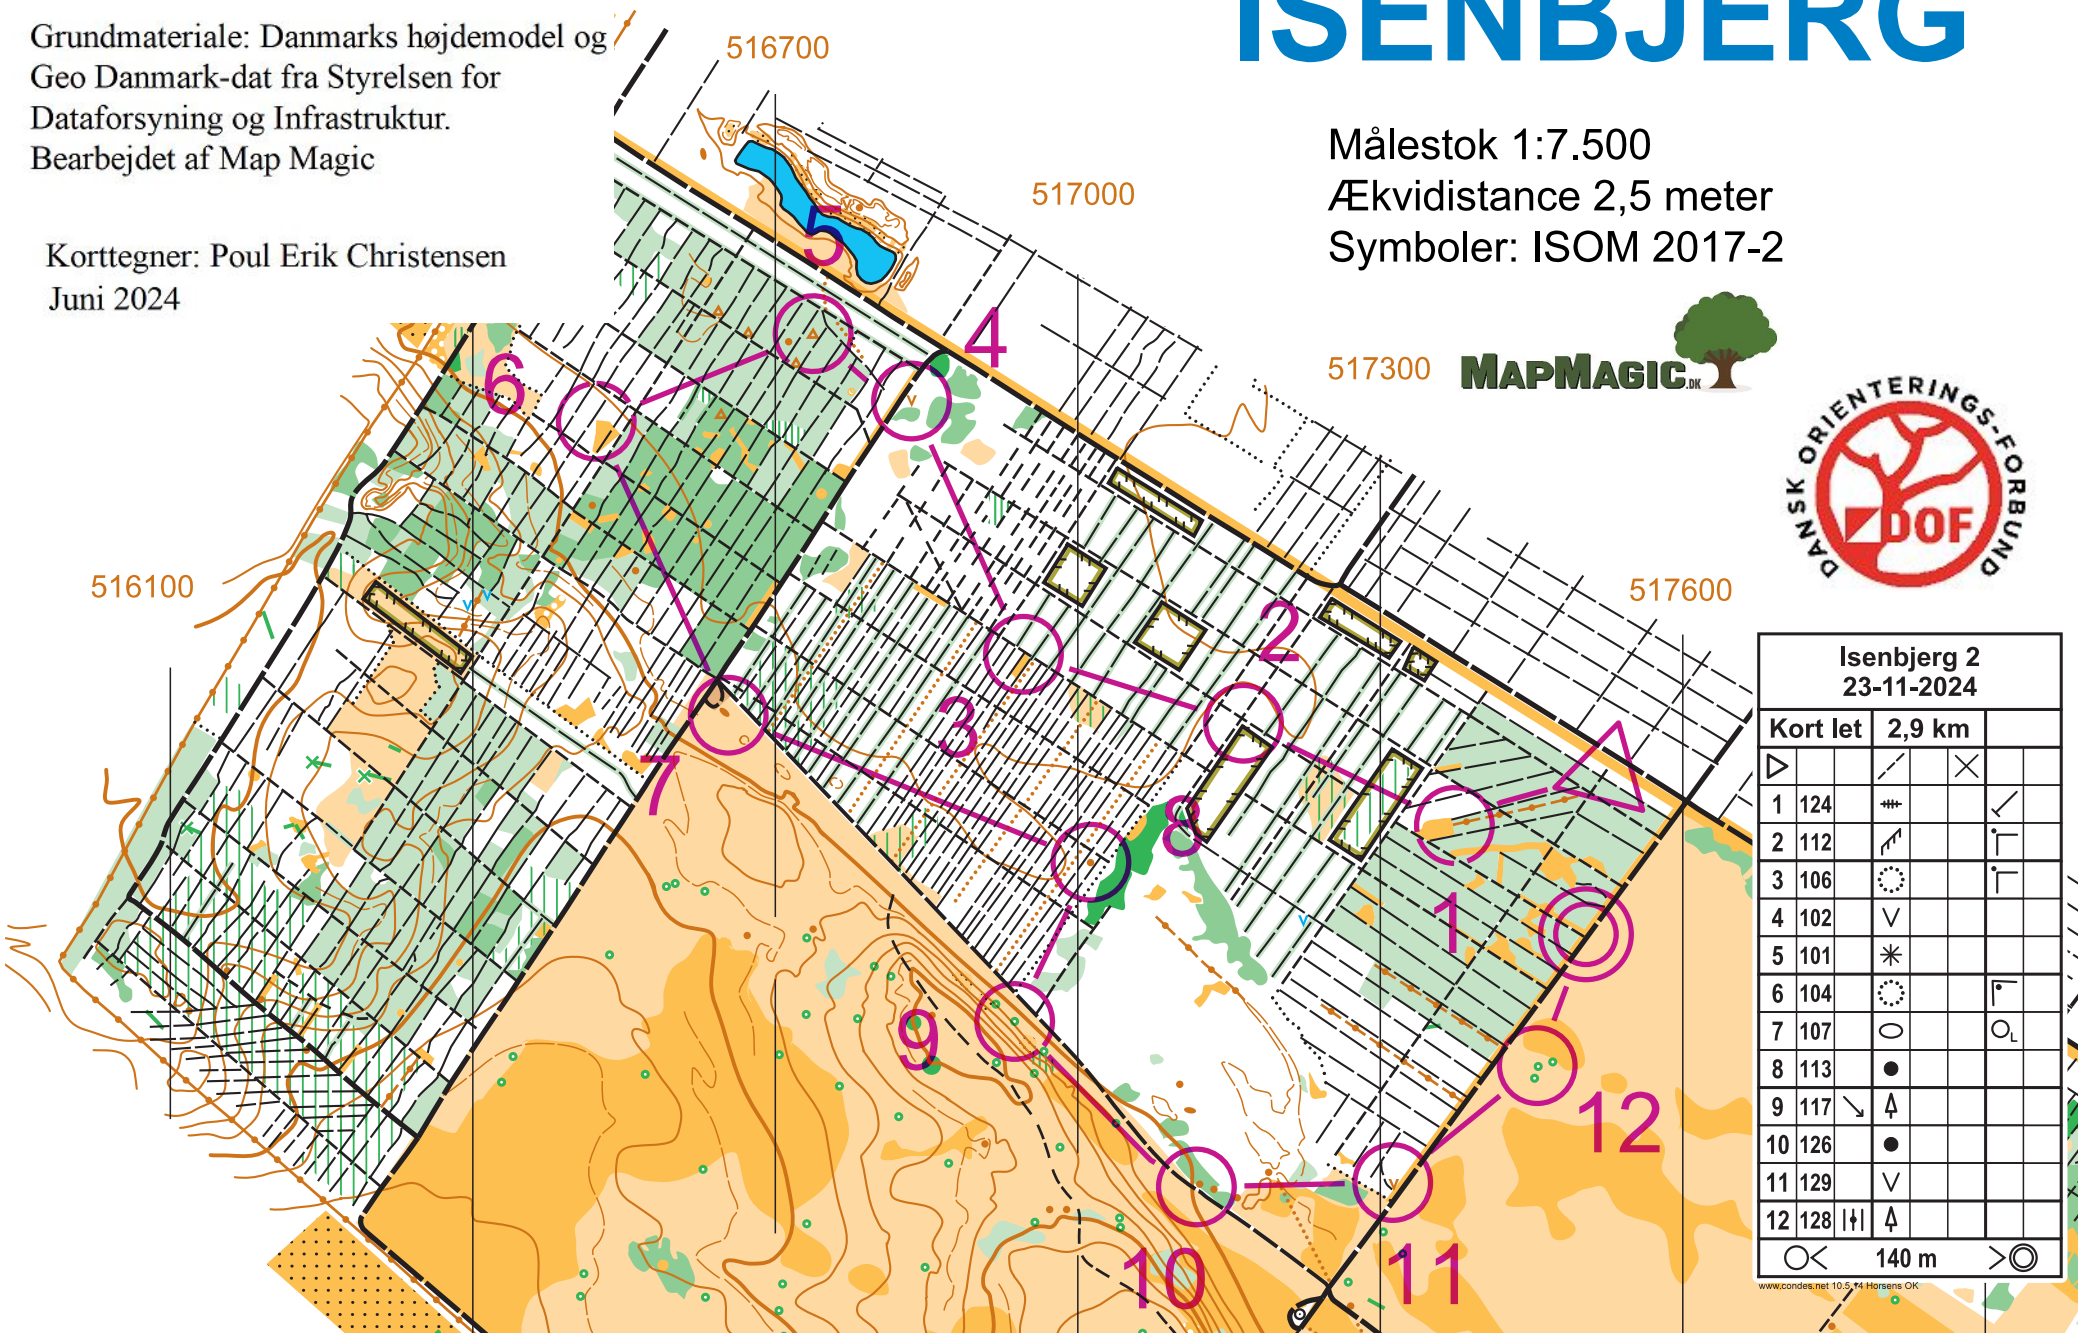 ISENBJERG
Grundmateriale: Danmarks højdemodel og
Geo Danmark-dat fra Styrelsen for
Dataforsyning og Infrastruktur.
Bearbejdet af Map Magic
Korttegner: Poul Erik Christensen
Juni 2024
Målestok 1:7.500
Ækvidistance 2,5 meter
Symboler: ISOM 2017-2
MAPMAGIC.DK
DANSK ORIENTERINGS-FORBUND
DOF
516700
517000
517300
516100
517600
5
4
6
2
3
7
8
1
9
12
10
11
Isenbjerg 2
23-11-2024
Kort let 2,9 km
1 124
2 112
3 106
4 102
5 101
6 104
7 107 L
8 113
9 117
10 126
11 129
12 128
140 m